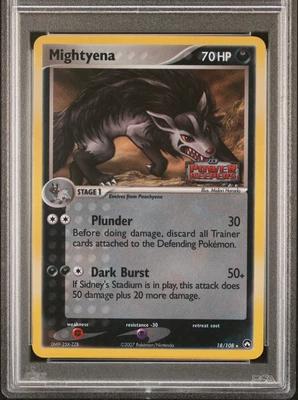 Mightyena 70 HP
POWER KEEPERS
Illus. Midori Harada
STAGE 1
Evolves from Poochyena
Plunder 30
Before doing damage, discard all Trainer
cards attached to the Defending Pokémon.
Dark Burst 50+
If Sidney's Stadium is in play, this attack does
50 damage plus 20 more damage.
weakness resistance -30 retreat cost
©2007 Pokémon/Nintendo 18/108 ★